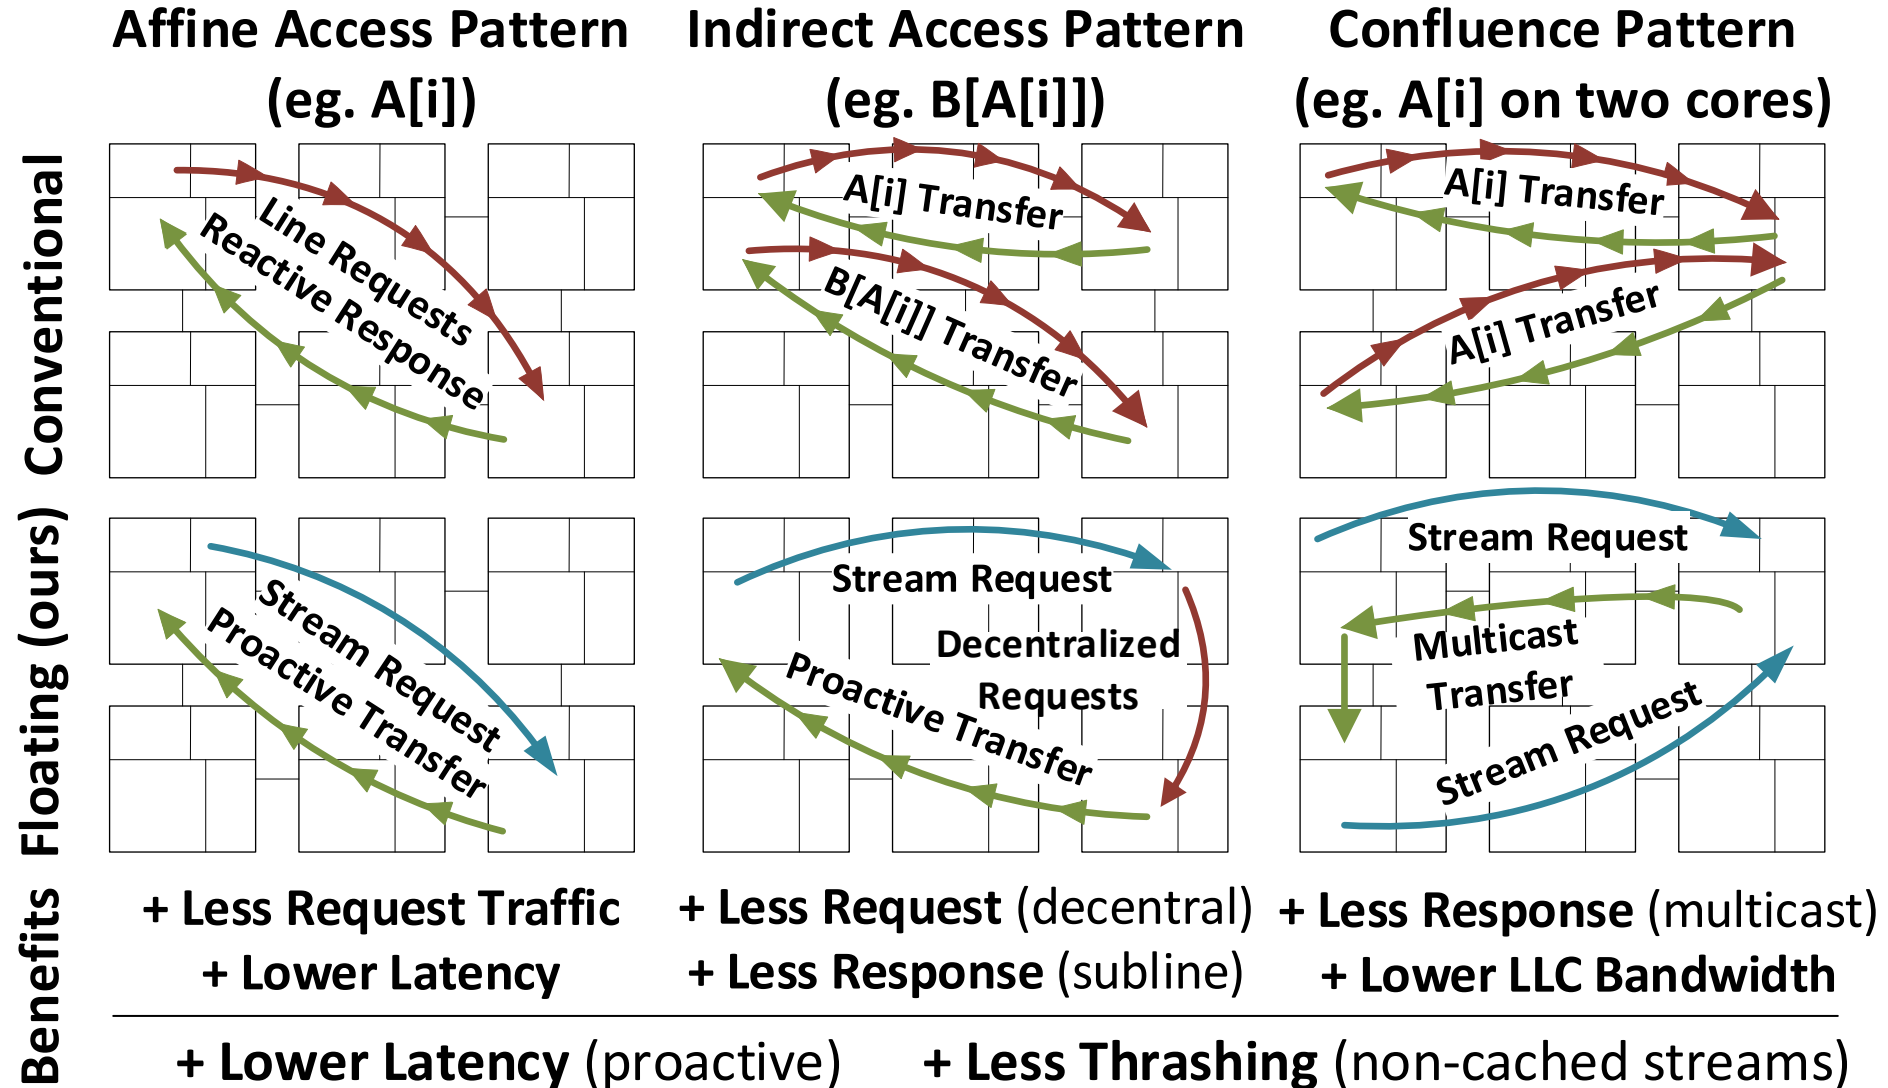 Affine Access Pattern
(eg. A[i])
Indirect Access Pattern
(eg. B[A[i]])
Confluence Pattern
(eg. A[i] on two cores)
Conventional
Line Requests
Reactive Response
A[i] Transfer
B[A[i]] Transfer
A[i] Transfer
A[i] Transfer
Floating (ours)
Stream Request
Proactive Transfer
Stream Request
Decentralized
Requests
Proactive Transfer
Stream Request
Multicast
Transfer
Stream Request
Benefits
+ Less Request Traffic
+ Lower Latency
+ Less Request (decentral)
+ Less Response (subline)
+ Less Response (multicast)
+ Lower LLC Bandwidth
+ Lower Latency (proactive)
+ Less Thrashing (non-cached streams)